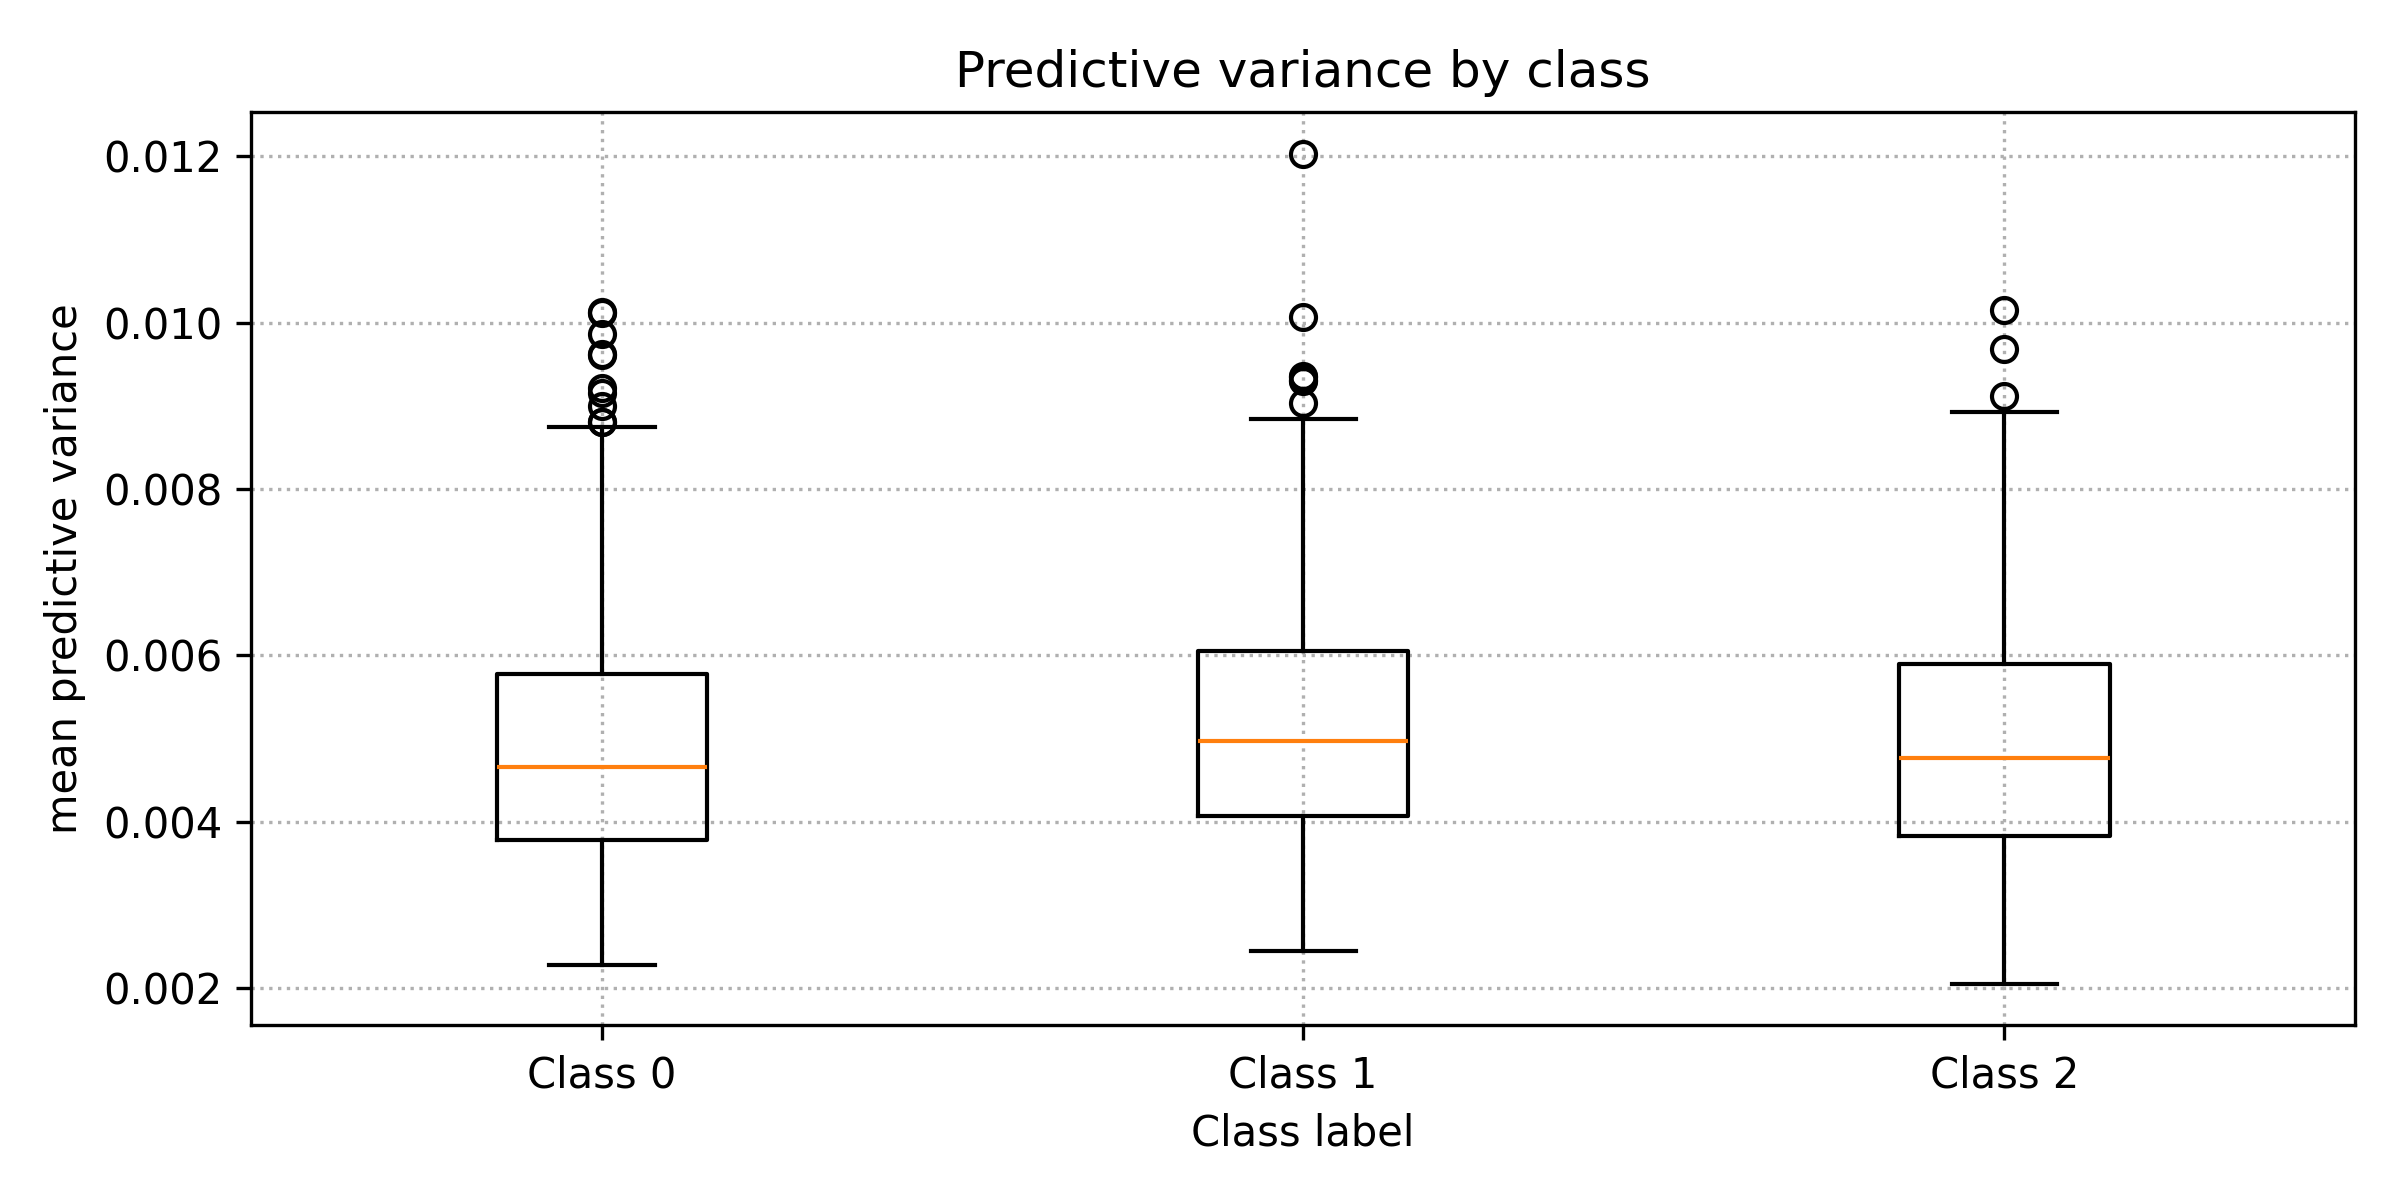 Predictive variance by class
mean predictive variance
0.012
0.010
0.008
0.006
0.004
0.002
Class 0
Class 1
Class 2
Class label